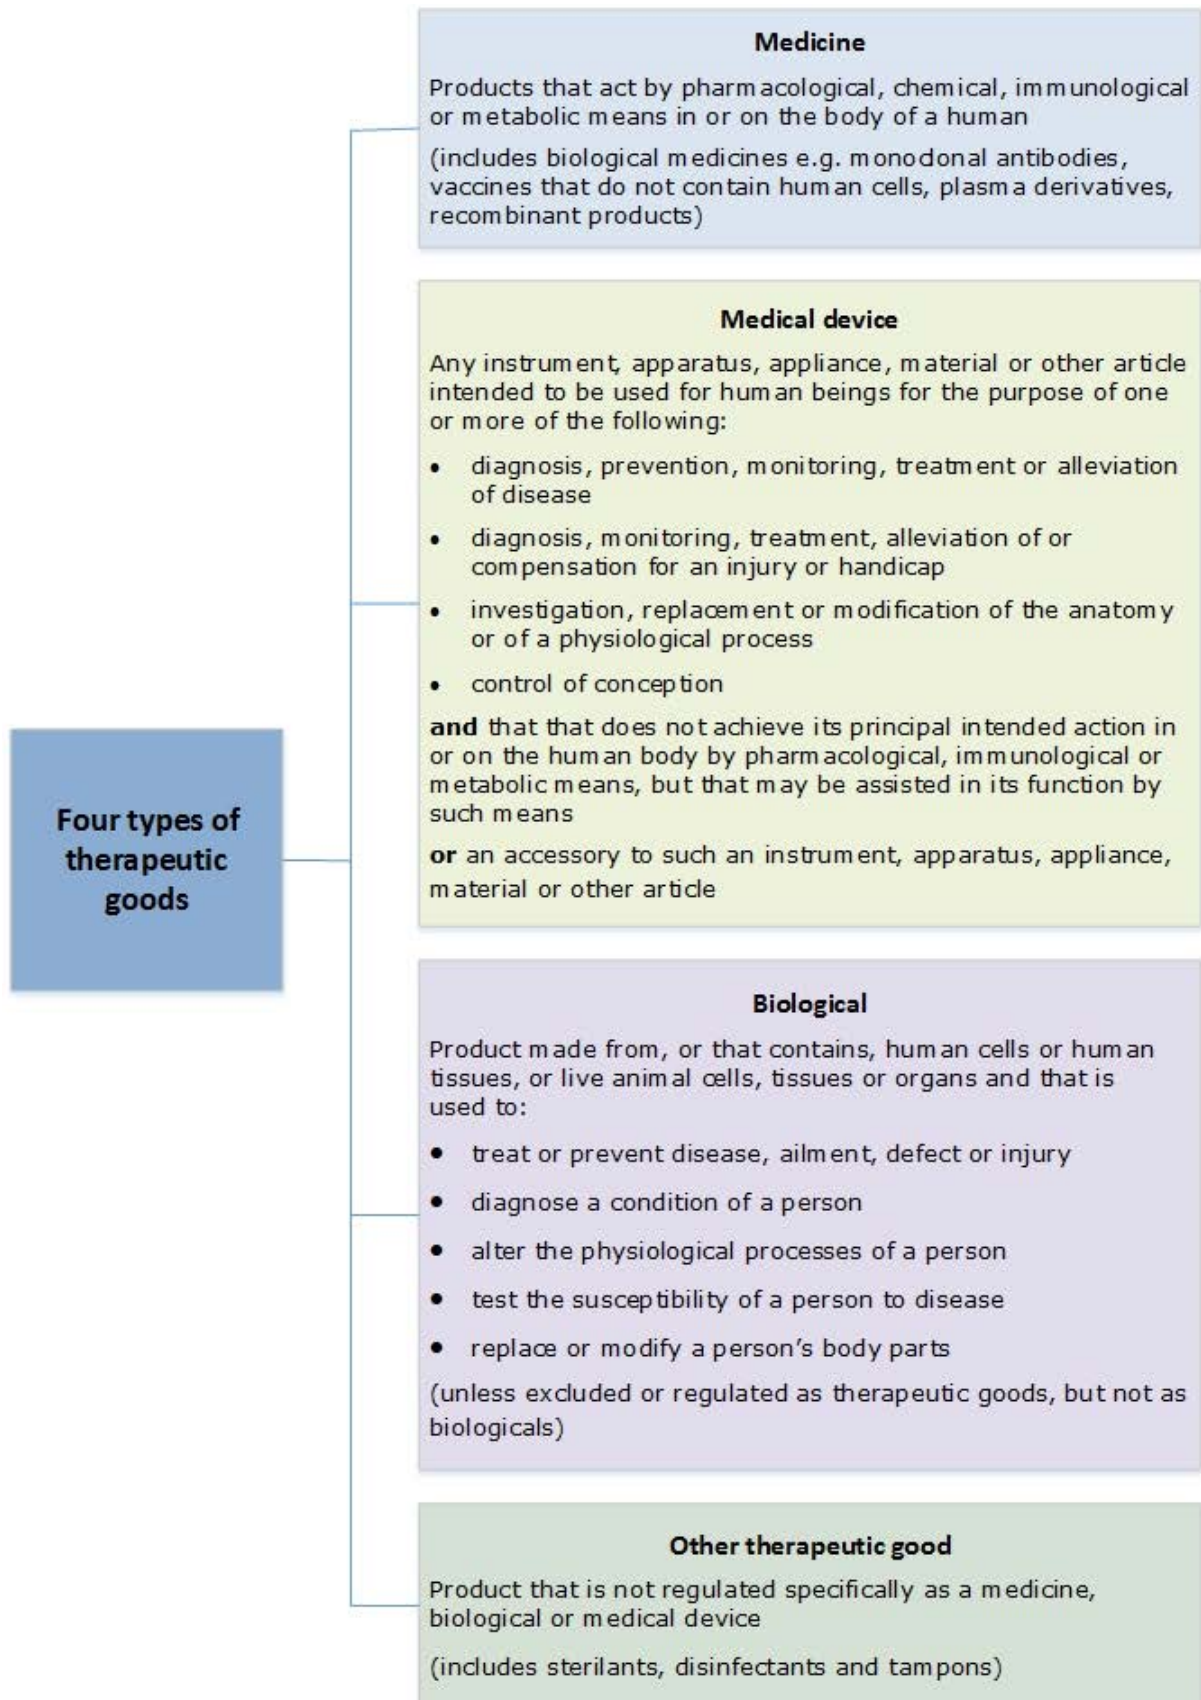 Medicine
Products that act by pharmacological, chemical, immunological
or metabolic means in or on the body of a human
(includes biological medicines e.g. monoclonal antibodies,
vaccines that do not contain human cells, plasma derivatives,
recombinant products)
Medical device
Any instrument, apparatus, appliance, material or other article
intended to be used for human beings for the purpose of one
or more of the following:
• diagnosis, prevention, monitoring, treatment or alleviation
of disease
• diagnosis, monitoring, treatment, alleviation of or
compensation for an injury or handicap
• investigation, replacement or modification of the anatomy
or of a physiological process
• control of conception
and that that does not achieve its principal intended action in
or on the human body by pharmacological, immunological or
metabolic means, but that may be assisted in its function by
such means
or an accessory to such an instrument, apparatus, appliance,
material or other article
Four types of
therapeutic
goods
Biological
Product made from, or that contains, human cells or human
tissues, or live animal cells, tissues or organs and that is
used to:
• treat or prevent disease, ailment, defect or injury
• diagnose a condition of a person
• alter the physiological processes of a person
• test the susceptibility of a person to disease
• replace or modify a person's body parts
(unless excluded or regulated as therapeutic goods, but not as
biologicals)
Other therapeutic good
Product that is not regulated specifically as a medicine,
biological or medical device
(includes sterilants, disinfectants and tampons)